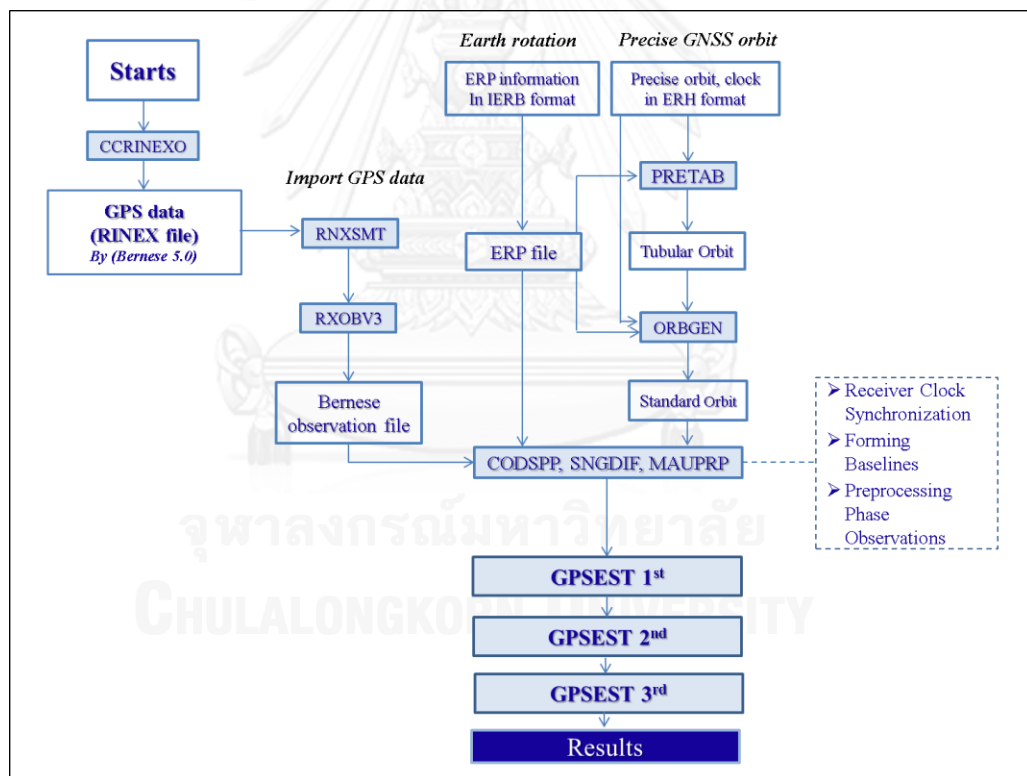 Starts
CCRINEXO
GPS data
(RINEX file)
By (Bernese 5.0)
Import GPS data
RNXSMT
RXOBV3
Bernese
observation file
Earth rotation
ERP information
In IERB format
ERP file
Precise GNSS orbit
Precise orbit, clock
in ERH format
PRETAB
Tubular Orbit
ORBGEN
Standard Orbit
CODSPP, SNGDIF, MAUPRP
➤ Receiver Clock
Synchronization
➤ Forming
Baselines
➤ Preprocessing
Phase
Observations
GPSEST 1st
GPSEST 2nd
GPSEST 3rd
Results
จุฬาลงกรณ์มหาวิทยาลัย
CHULALONGKORN UNIVERSITY